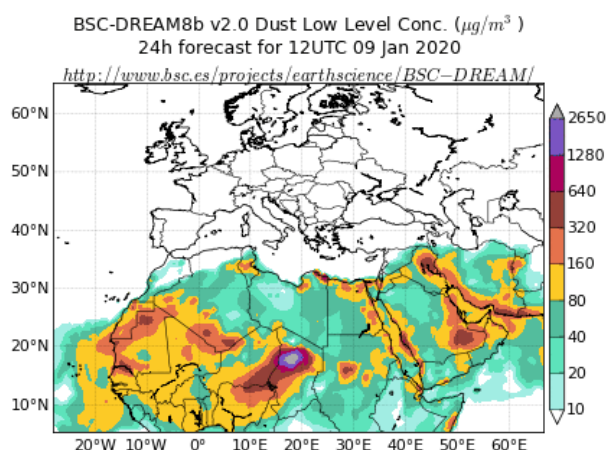 BSC-DREAM8b v2.0 Dust Low Level Conc. (μg/m³ )
24h forecast for 12UTC 09 Jan 2020
http://www.bsc.es/projects/earthscience/BSC−DREAM/
60°N
50°N
40°N
30°N
20°N
10°N
20°W 10°W 0° 10°E 20°E 30°E 40°E 50°E 60°E
2650
1280
640
320
160
80
40
20
10